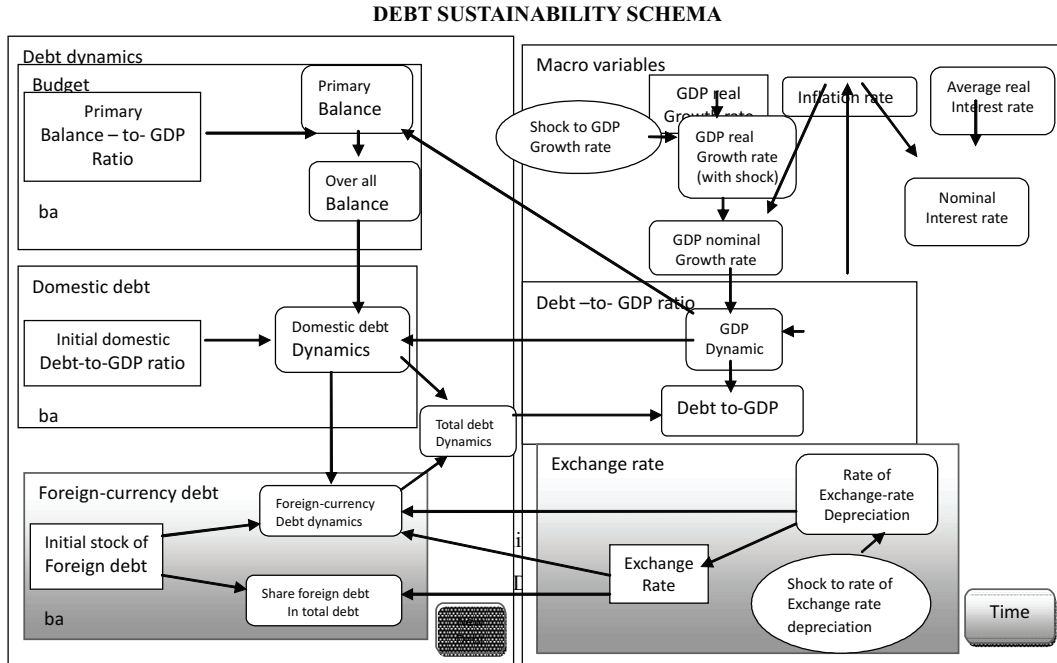 DEBT SUSTAINABILITY SCHEMA
Debt dynamics
Budget
Primary
Balance – to- GDP
Ratio
Primary
Balance
Over all
Balance
ba
Domestic debt
Initial domestic
Debt-to-GDP ratio
Domestic debt
Dynamics
ba
Total debt
Dynamics
Foreign-currency debt
Initial stock of
Foreign debt
Foreign-currency
Debt dynamics
Share foreign debt
In total debt
ba
Macro variables
GDP real
Growth rate
Shock to GDP
Growth rate
GDP real
Growth rate
(with shock)
GDP nominal
Growth rate
Inflation rate
Average real
Interest rate
Nominal
Interest rate
Debt –to- GDP ratio
GDP
Dynamic
Debt to-GDP
Exchange rate
Rate of
Exchange-rate
Depreciation
Exchange
Rate
Shock to rate of
Exchange rate
depreciation
i
Time